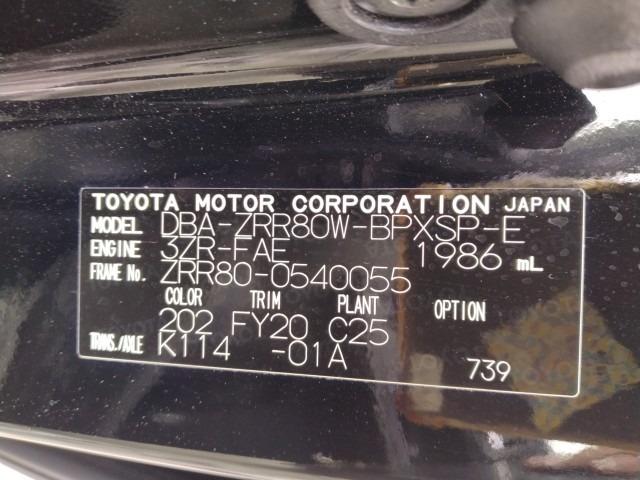 TOYOTA MOTOR CORPORATION JAPAN
MODEL DBA-ZRR80W-BPXSP-E
ENGINE 3ZR-FAE 1986 mL
FRAME No. ZRR80-0540055
COLOR TRIM PLANT OPTION
202 FY20 C25
TRANS./AXLE K114 -01A
739